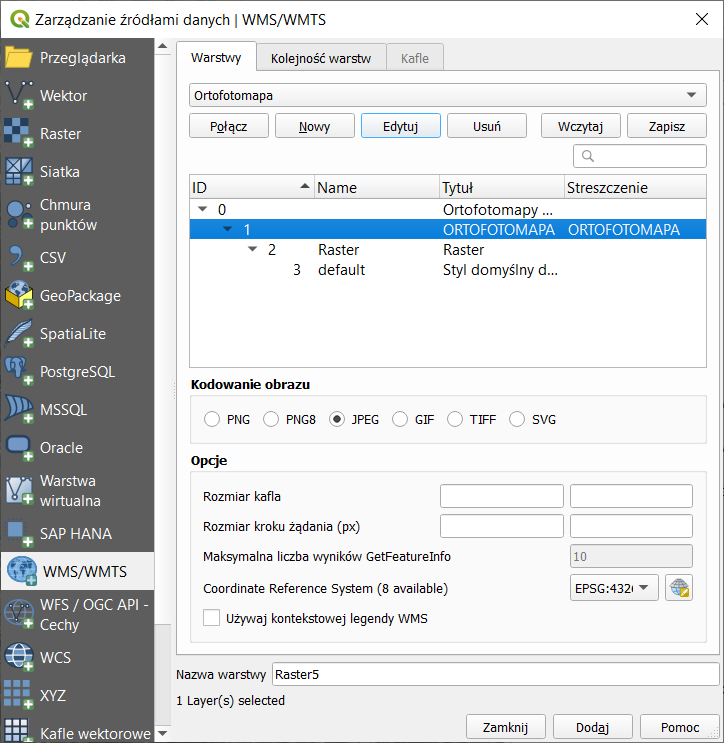 Zarządzanie źródłami danych | WMS/WMTS
Przeglądarka
Wektor
Raster
Siatka
Chmura
punktów
CSV
GeoPackage
SpatiaLite
PostgreSQL
MSSQL
Oracle
Warstwa
wirtualna
SAP HANA
WMS/WMTS
WFS / OGC API -
Cechy
WCS
XYZ
Kafle wektorowe
Warstwy Kolejność warstw Kafle
Ortofotomapa
Połącz Nowy Edytuj Usuń Wczytaj Zapisz
ID Name Tytuł Streszczenie
0 Ortofotomapy ...
1 ORTOFOTOMAPA ORTOFOTOMAPA
2 Raster Raster
3 default Styl domyślny d...
Kodowanie obrazu
PNG PNG8 JPEG GIF TIFF SVG
Opcje
Rozmiar kafla
Rozmiar kroku żądania (px)
Maksymalna liczba wyników GetFeatureInfo 10
Coordinate Reference System (8 available) EPSG:432
Używaj kontekstowej legendy WMS
Nazwa warstwy Raster5
1 Layer(s) selected
Zamknij Dodaj Pomoc